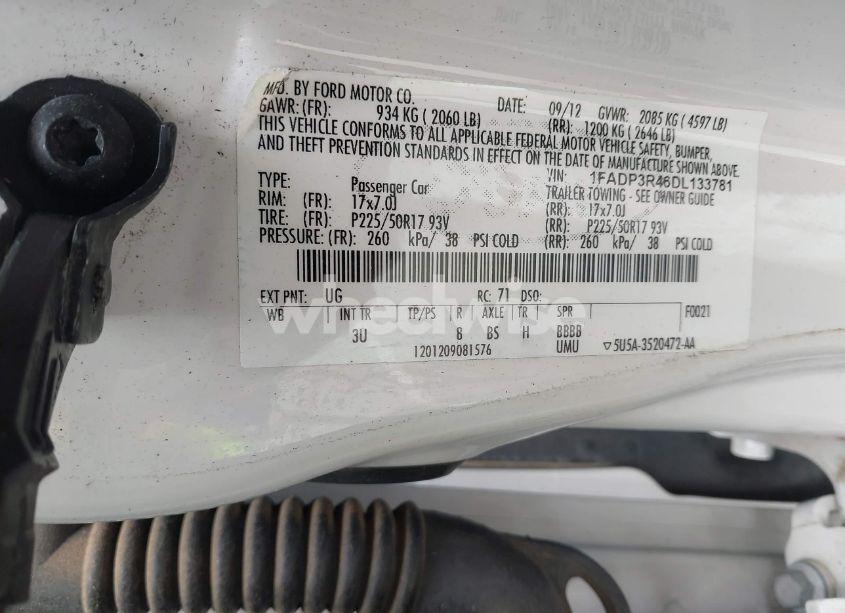 MFD. BY FORD MOTOR CO.
DATE: 09/12 GVWR: 2085 KG ( 4597 LB)
GAWR: (FR): 934 KG ( 2060 LB) (RR): 1200 KG ( 2646 LB)
THIS VEHICLE CONFORMS TO ALL APPLICABLE FEDERAL MOTOR VEHICLE SAFETY, BUMPER,
AND THEFT PREVENTION STANDARDS IN EFFECT ON THE DATE OF MANUFACTURE SHOWN ABOVE.
VIN: 1FADP3R46DL133781
TYPE: Passenger Car TRAILER TOWING - SEE OWNER GUIDE
RIM: (FR): 17x7.0J (RR): 17x7.0J
TIRE: (FR): P225/50R17 93V (RR): P225/50R17 93V
PRESSURE: (FR): 260 kPa/ 38 PSI COLD (RR): 260 kPa/ 38 PSI COLD
EXT PNT: UG RC: 71 DSO:
WB INT TR TP/PS R AXLE TR SPR F0021
3U 8 BS H BBBB
1201209081576 UMU ▽5U5A-3520472-AA
wheelwise